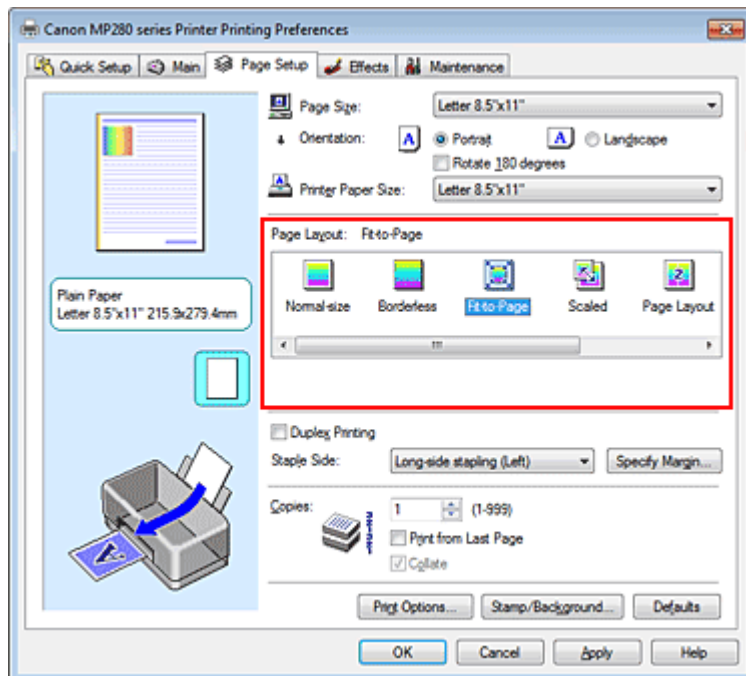 Canon MP280 series Printer Printing Preferences
Quick Setup Main Page Setup Effects Maintenance
Page Size: Letter 8.5"x11"
Orientation: A Portrait A Landscape
Rotate 180 degrees
Printer Paper Size: Letter 8.5"x11"
Page Layout: Fit-to-Page
Normal-size Borderless Fit-to-Page Scaled Page Layout
Plain Paper
Letter 8.5"x11" 215.9x279.4mm
Duplex Printing
Staple Side: Long-side stapling (Left) Specify Margin...
Copies: 1 (1-999)
Print from Last Page
Collate
Print Options... Stamp/Background... Defaults
OK Cancel Apply Help